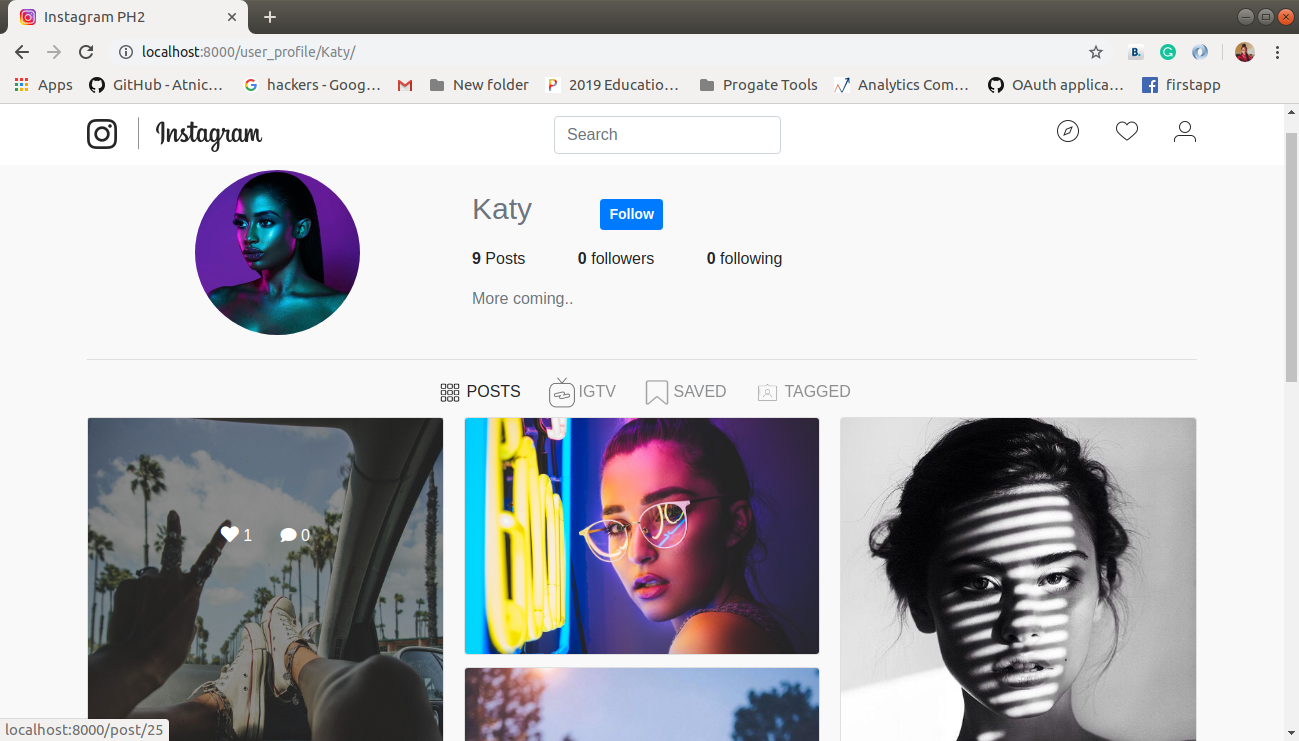 Instagram PH2
localhost:8000/user_profile/Katy/
B.
Apps GitHub - Atnic... hackers - Goog... New folder 2019 Educatio... Progate Tools Analytics Com... OAuth applica... firstapp
Instagram
Search
Katy Follow
9 Posts 0 followers 0 following
More coming..
POSTS IGTV SAVED TAGGED
1 0
localhost:8000/post/25